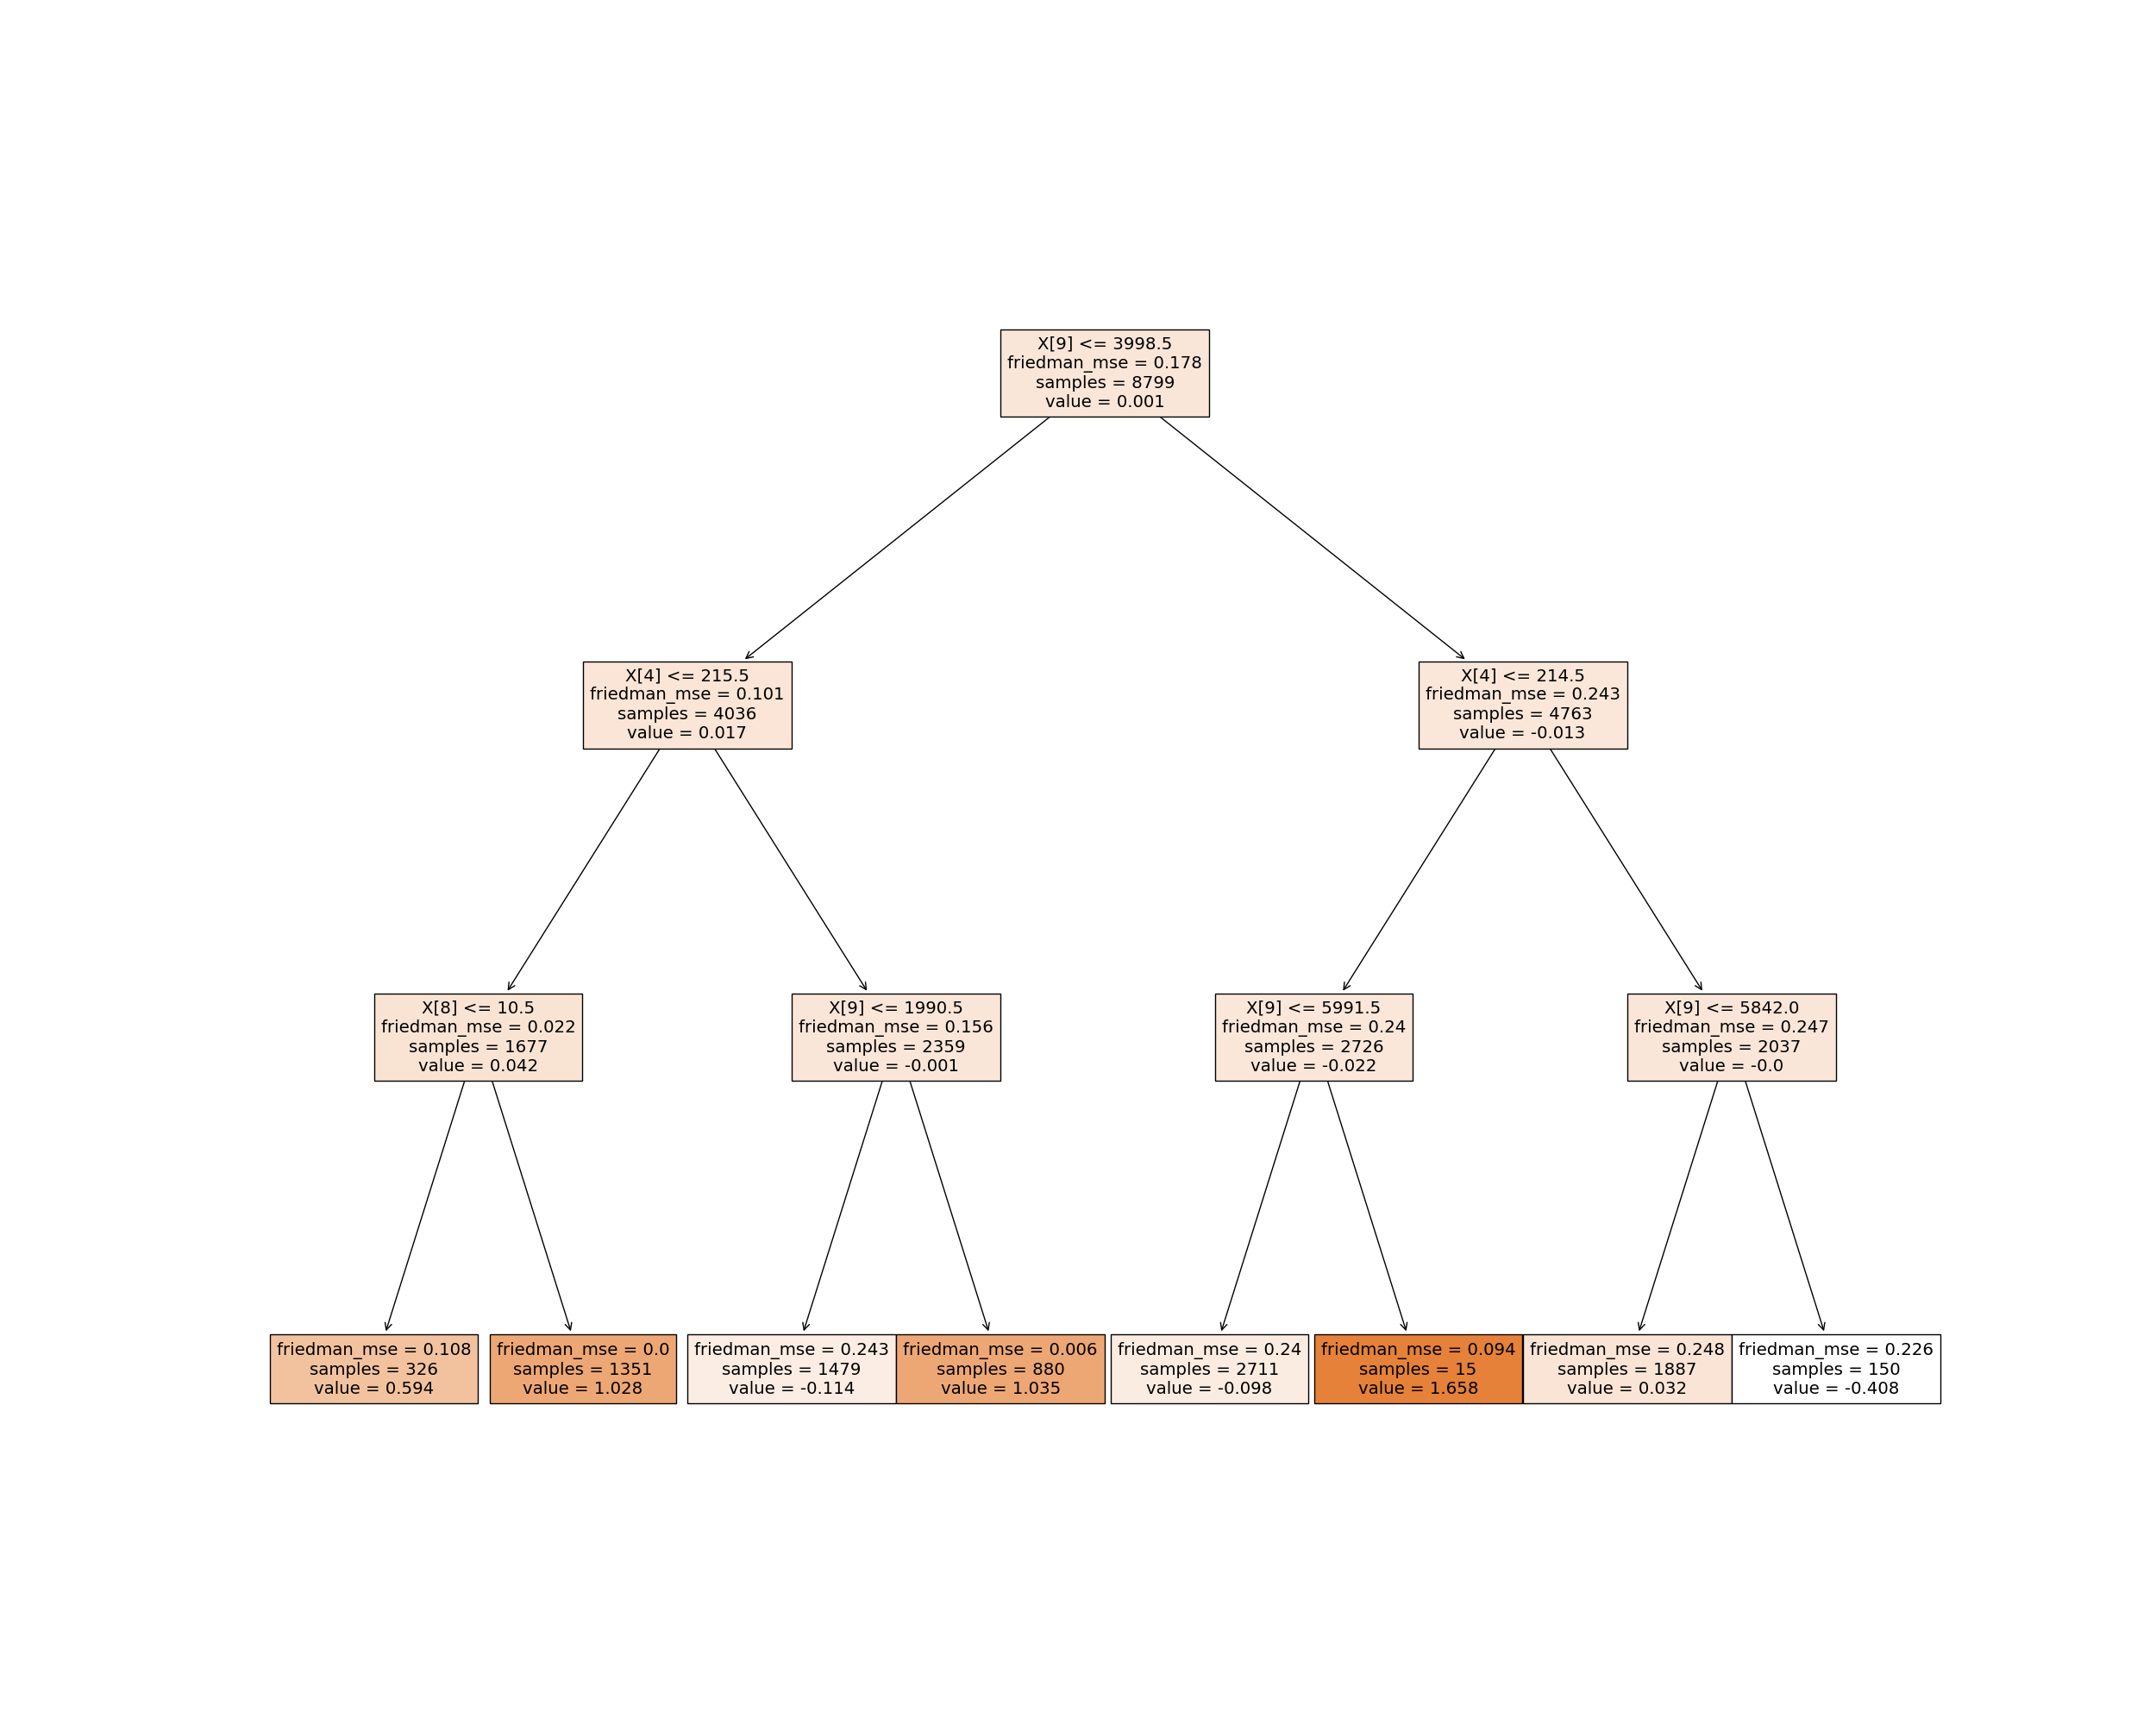 X[9] <= 3998.5
friedman_mse = 0.178
samples = 8799
value = 0.001
X[4] <= 215.5
friedman_mse = 0.101
samples = 4036
value = 0.017
X[4] <= 214.5
friedman_mse = 0.243
samples = 4763
value = -0.013
X[8] <= 10.5
friedman_mse = 0.022
samples = 1677
value = 0.042
X[9] <= 1990.5
friedman_mse = 0.156
samples = 2359
value = -0.001
X[9] <= 5991.5
friedman_mse = 0.24
samples = 2726
value = -0.022
X[9] <= 5842.0
friedman_mse = 0.247
samples = 2037
value = -0.0
friedman_mse = 0.108
samples = 326
value = 0.594
friedman_mse = 0.0
samples = 1351
value = 1.028
friedman_mse = 0.243
samples = 1479
value = -0.114
friedman_mse = 0.006
samples = 880
value = 1.035
friedman_mse = 0.24
samples = 2711
value = -0.098
friedman_mse = 0.094
samples = 15
value = 1.658
friedman_mse = 0.248
samples = 1887
value = 0.032
friedman_mse = 0.226
samples = 150
value = -0.408